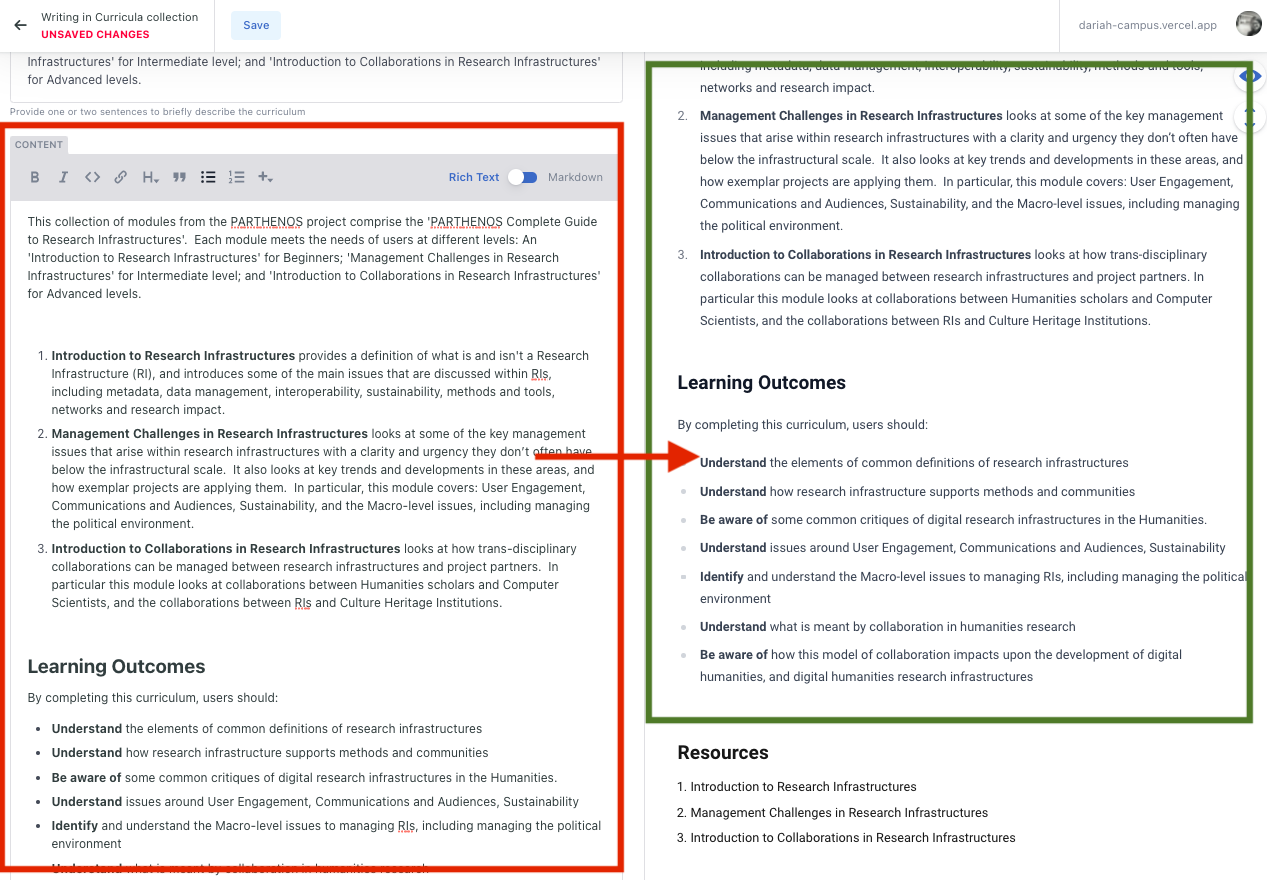 Writing in Curricula collection
UNSAVED CHANGES
Save
dariah-campus.vercel.app
Infrastructures' for Intermediate level; and 'Introduction to Collaborations in Research Infrastructures'
for Advanced levels.
Provide one or two sentences to briefly describe the curriculum
CONTENT
B I H
Rich Text
Markdown
This collection of modules from the PARTHENOS project comprise the 'PARTHENOS Complete Guide
to Research Infrastructures'.  Each module meets the needs of users at different levels: An
'Introduction to Research Infrastructures' for Beginners; 'Management Challenges in Research
Infrastructures' for Intermediate level; and 'Introduction to Collaborations in Research Infrastructures'
for Advanced levels.
1. Introduction to Research Infrastructures provides a definition of what is and isn't a Research
Infrastructure (RI), and introduces some of the main issues that are discussed within RIs,
including metadata, data management, interoperability, sustainability, methods and tools,
networks and research impact.
2. Management Challenges in Research Infrastructures looks at some of the key management
issues that arise within research infrastructures with a clarity and urgency they don't often have
below the infrastructural scale.  It also looks at key trends and developments in these areas, and
how exemplar projects are applying them.  In particular, this module covers: User Engagement,
Communications and Audiences, Sustainability, and the Macro-level issues, including managing
the political environment.
3. Introduction to Collaborations in Research Infrastructures looks at how trans-disciplinary
collaborations can be managed between research infrastructures and project partners.  In
particular this module looks at collaborations between Humanities scholars and Computer
Scientists, and the collaborations between RIs and Culture Heritage Institutions.
Learning Outcomes
By completing this curriculum, users should:
• Understand the elements of common definitions of research infrastructures
• Understand how research infrastructure supports methods and communities
• Be aware of some common critiques of digital research infrastructures in the Humanities.
• Understand issues around User Engagement, Communications and Audiences, Sustainability
• Identify and understand the Macro-level issues to managing RIs, including managing the political
environment
Understand what is meant by collaboration in humanities research
including metadata, data management, interoperability, sustainability, methods and tools,
networks and research impact.
2. Management Challenges in Research Infrastructures looks at some of the key management
issues that arise within research infrastructures with a clarity and urgency they don't often have
below the infrastructural scale.  It also looks at key trends and developments in these areas, and
how exemplar projects are applying them.  In particular, this module covers: User Engagement,
Communications and Audiences, Sustainability, and the Macro-level issues, including managing
the political environment.
3. Introduction to Collaborations in Research Infrastructures looks at how trans-disciplinary
collaborations can be managed between research infrastructures and project partners. In
particular this module looks at collaborations between Humanities scholars and Computer
Scientists, and the collaborations between RIs and Culture Heritage Institutions.
Learning Outcomes
By completing this curriculum, users should:
Understand the elements of common definitions of research infrastructures
• Understand how research infrastructure supports methods and communities
• Be aware of some common critiques of digital research infrastructures in the Humanities.
• Understand issues around User Engagement, Communications and Audiences, Sustainability
• Identify and understand the Macro-level issues to managing RIs, including managing the political
environment
• Understand what is meant by collaboration in humanities research
• Be aware of how this model of collaboration impacts upon the development of digital
humanities, and digital humanities research infrastructures
Resources
1. Introduction to Research Infrastructures
2. Management Challenges in Research Infrastructures
3. Introduction to Collaborations in Research Infrastructures